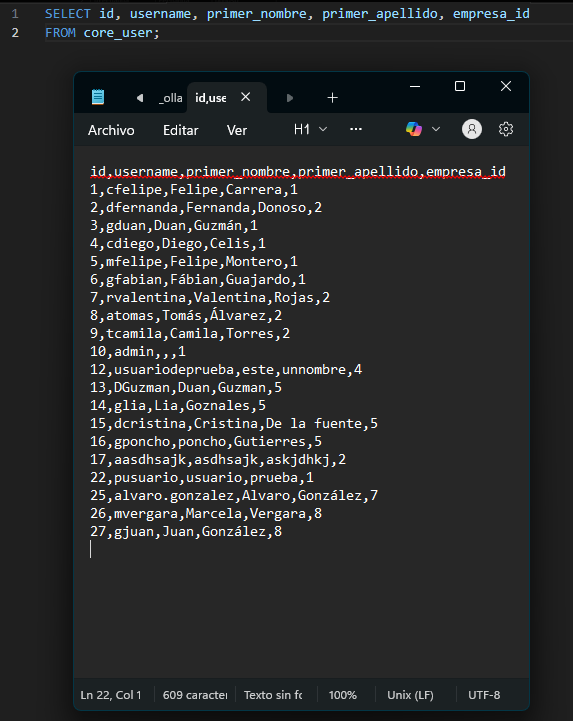 1 SELECT id, username, primer_nombre, primer_apellido, empresa_id
2 FROM core_user;
_olla id,use
Archivo Editar Ver H1
id,username,primer_nombre,primer_apellido,empresa_id
1,cfelipe,Felipe,Carrera,1
2,dfernanda,Fernanda,Donoso,2
3,gduan,Duan,Guzmán,1
4,cdiego,Diego,Celis,1
5,mfelipe,Felipe,Montero,1
6,gfabian,Fábian,Guajardo,1
7,rvalentina,Valentina,Rojas,2
8,atomas,Tomás,Álvarez,2
9,tcamila,Camila,Torres,2
10,admin,,,1
12,usuariodeprueba,este,unnombre,4
13,DGuzman,Duan,Guzman,5
14,glia,Lia,Goznales,5
15,dcristina,Cristina,De la fuente,5
16,gponcho,poncho,Gutierres,5
17,aasdhsajk,asdhsajk,askjdhkj,2
22,pusuario,usuario,prueba,1
25,alvaro.gonzalez,Alvaro,González,7
26,mvergara,Marcela,Vergara,8
27,gjuan,Juan,González,8
Ln 22, Col 1 609 caracter Texto sin fo 100% Unix (LF) UTF-8